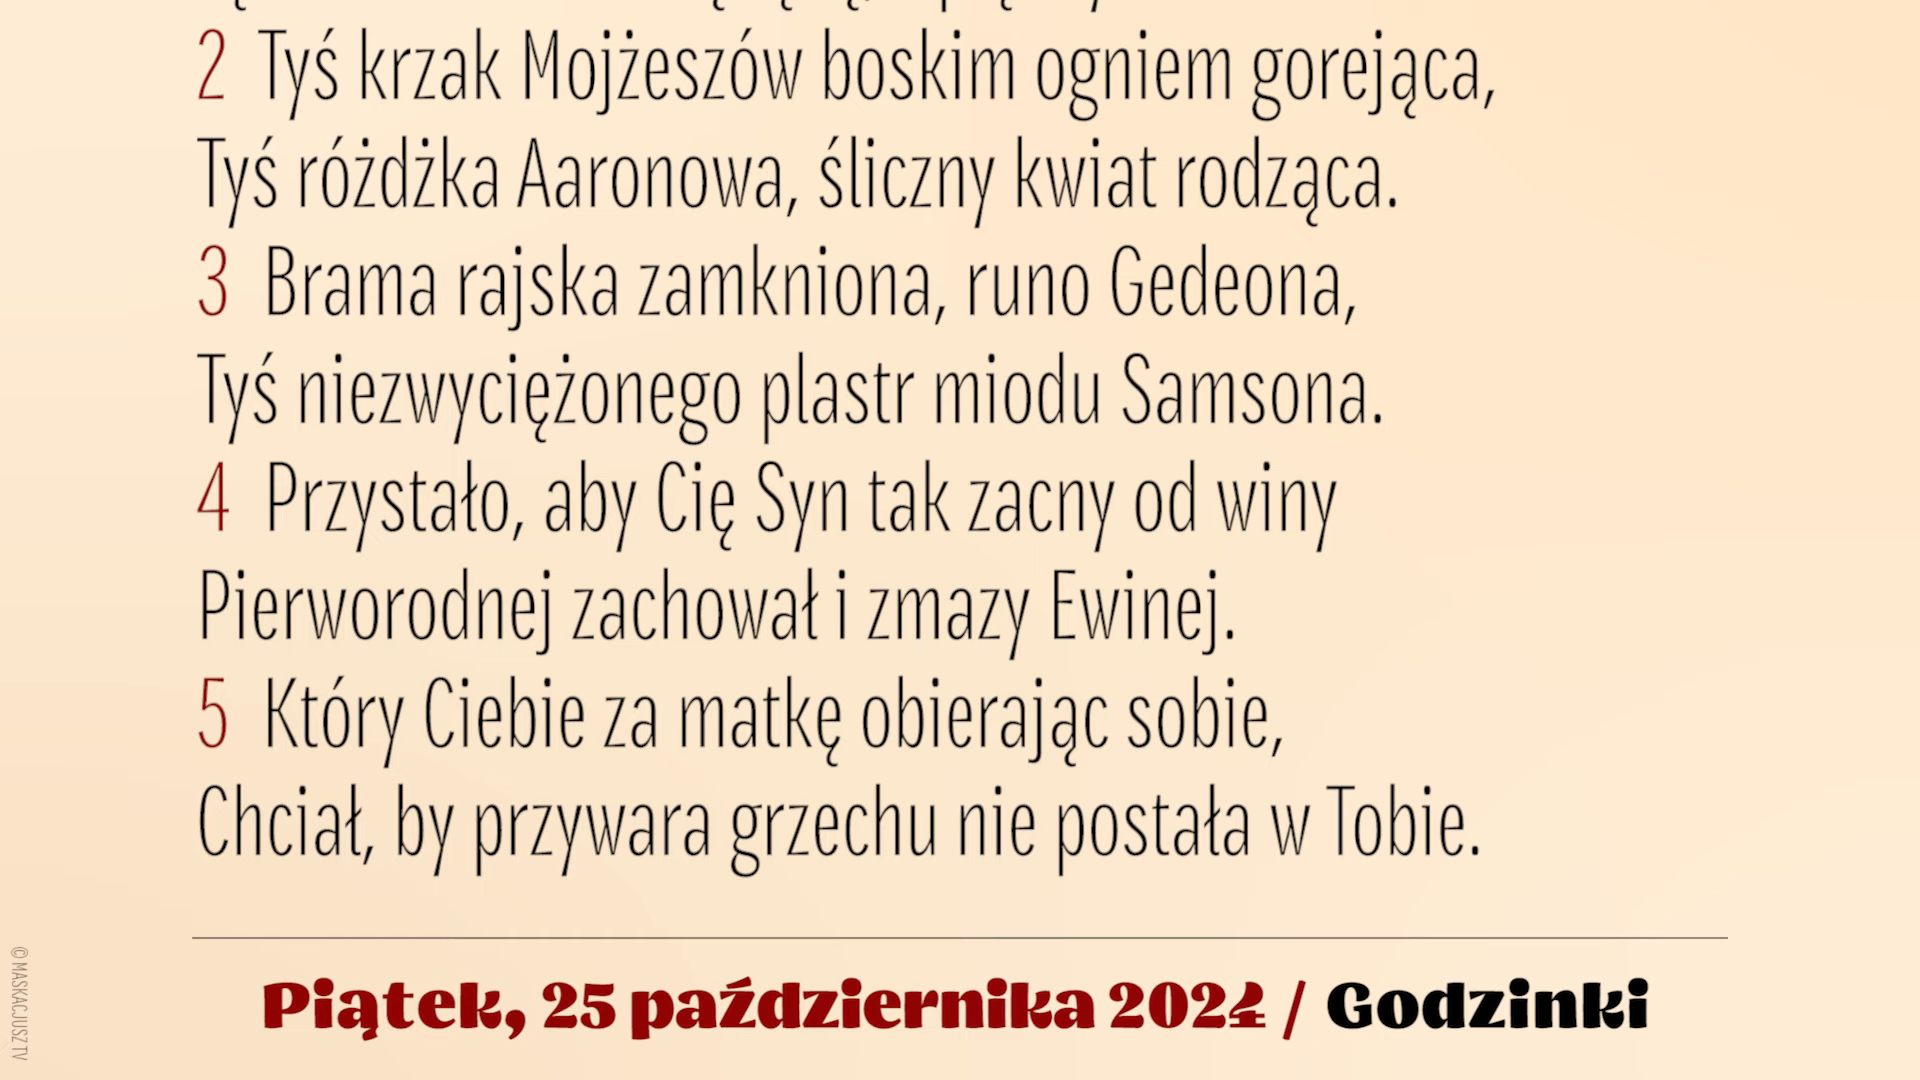 2 Tyś krzak Mojżeszów boskim ogniem gorejąca,
Tyś różdżka Aaronowa, śliczny kwiat rodząca.
3 Brama rajska zamkniona, runo Gedeona,
Tyś niezwyciężonego plastr miodu Samsona.
4 Przystało, aby Cię Syn tak zacny od winy
Pierworodnej zachował i zmazy Ewinej.
5 Który Ciebie za matkę obierając sobie,
Chciał, by przywara grzechu nie postała w Tobie.
Piątek, 25 października 2024 / Godzinki
© MASKACJUSZ TV